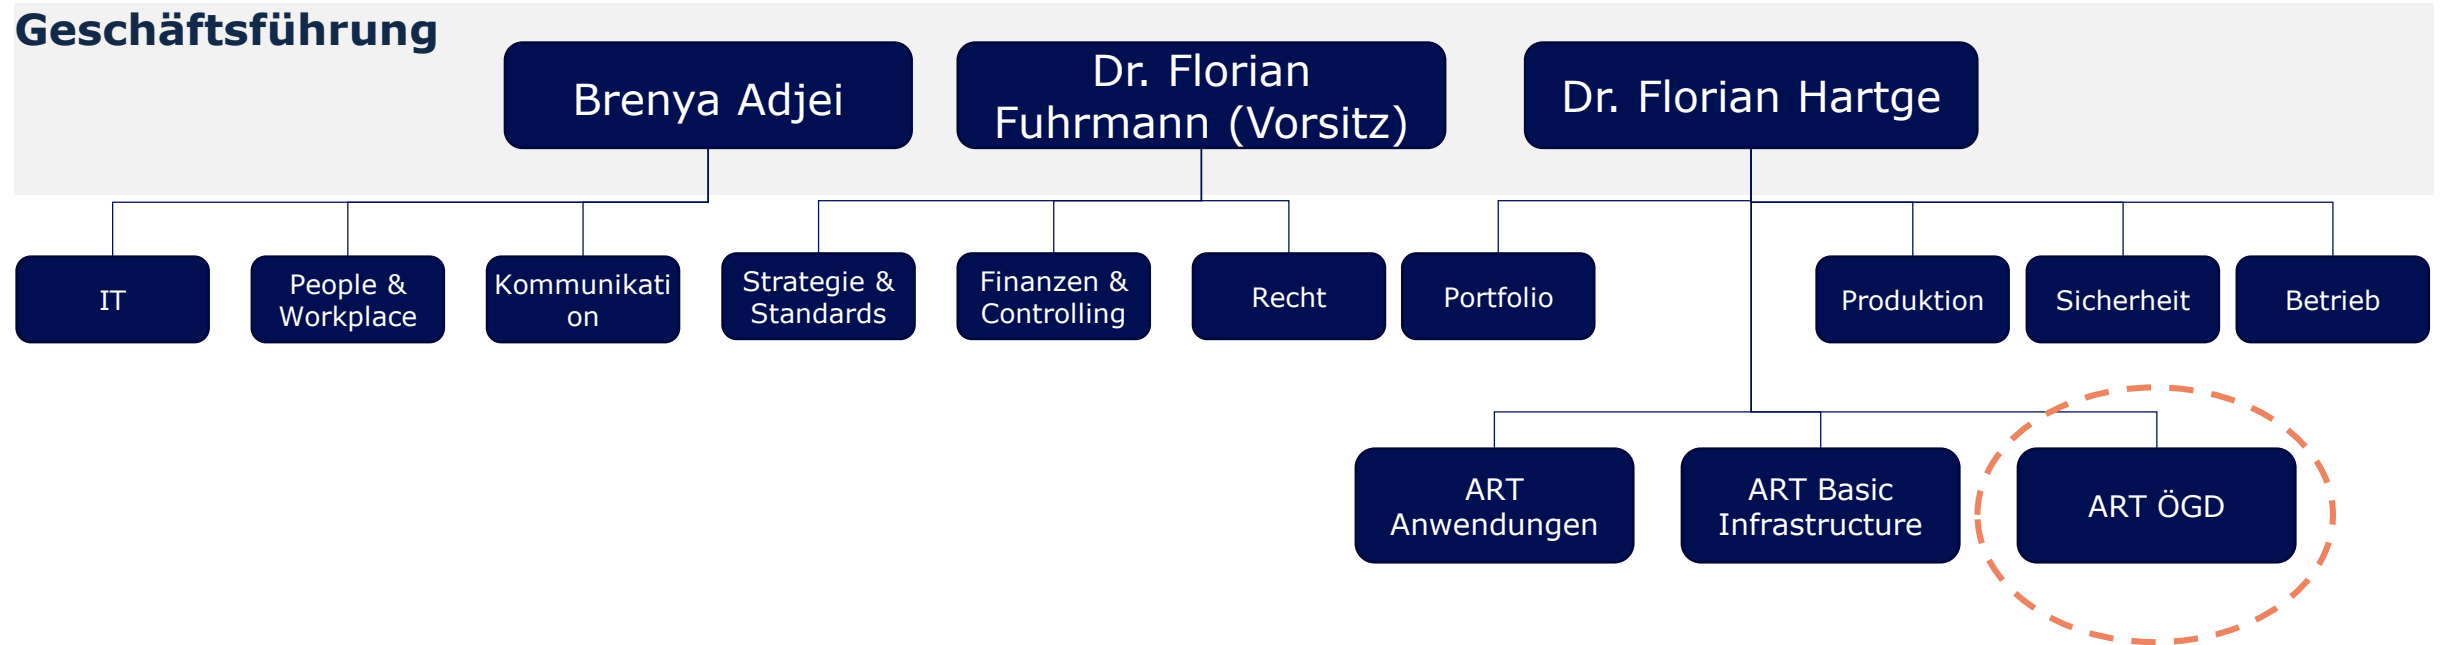 Geschäftsführung
Brenya Adjei
Dr. Florian
Fuhrmann (Vorsitz)
Dr. Florian Hartge
IT
People &
Workplace
Kommunikati
on
Strategie &
Standards
Finanzen &
Controlling
Recht
Portfolio
Produktion
Sicherheit
Betrieb
ART
Anwendungen
ART Basic
Infrastructure
ART ÖGD